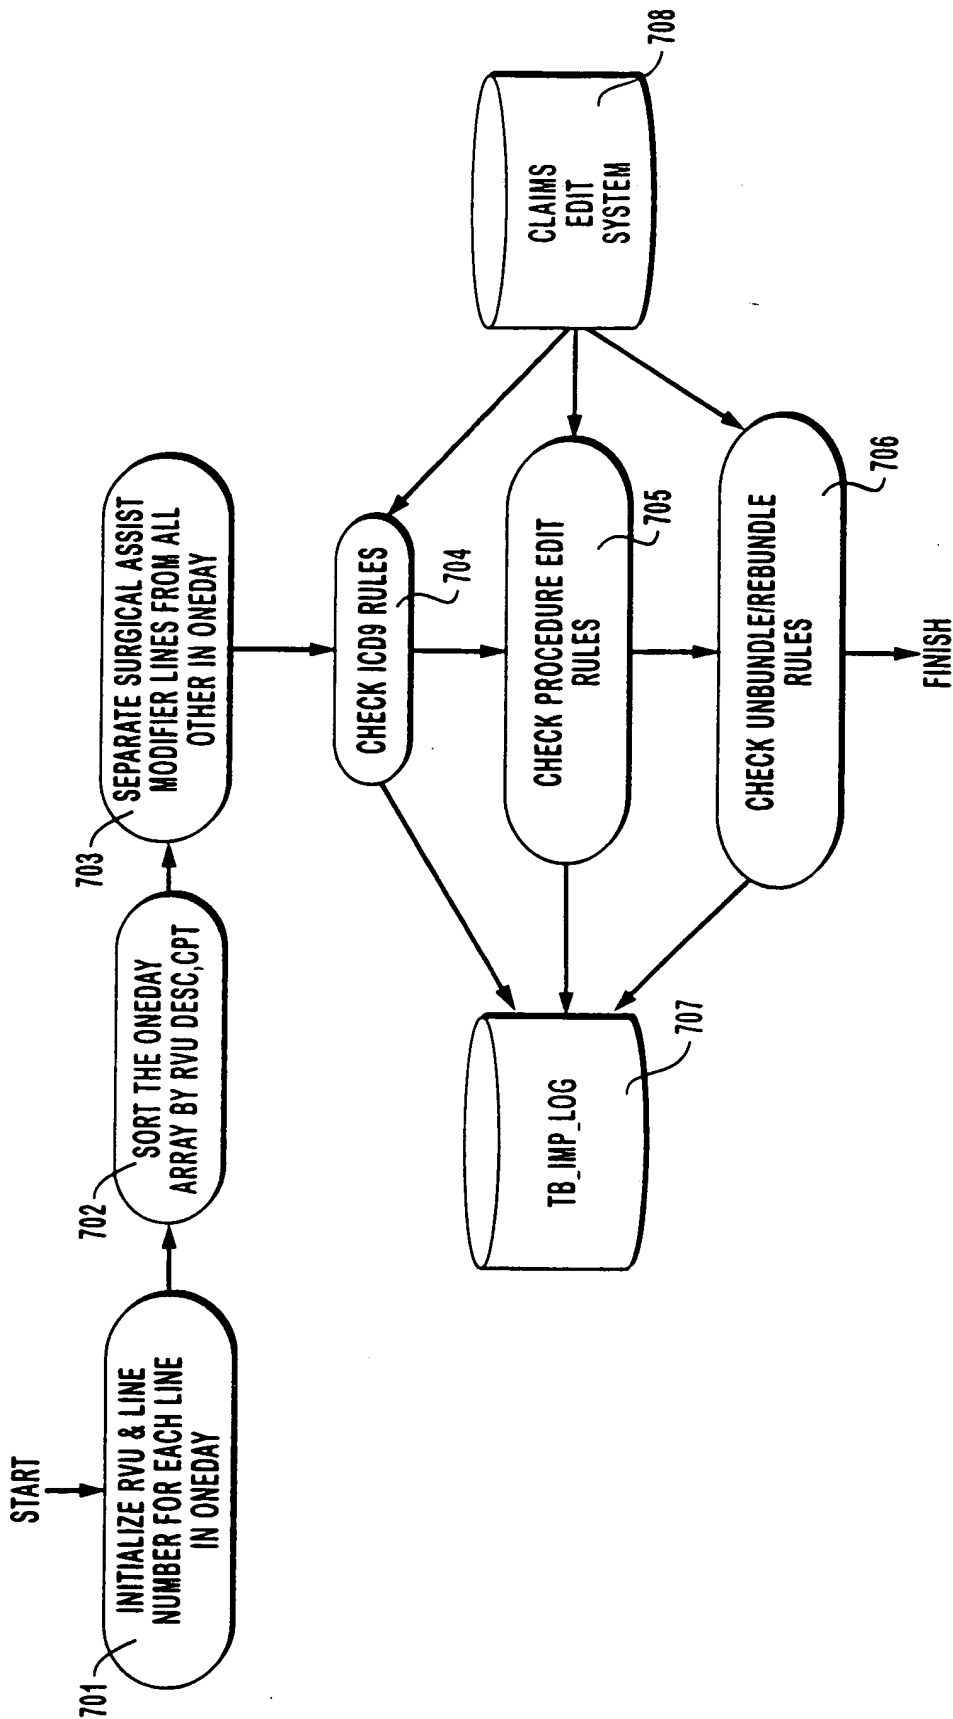 START
701
INITIALIZE RVU & LINE
NUMBER FOR EACH LINE
IN ONEDAY
702
SORT THE ONEDAY
ARRAY BY RVU DESC,CPT
703
SEPARATE SURGICAL ASSIST
MODIFIER LINES FROM ALL
OTHER IN ONEDAY
CHECK ICD9 RULES
704
CHECK PROCEDURE EDIT
RULES
705
CHECK UNBUNDLE/REBUNDLE
RULES
706
TB_IMP_LOG
707
CLAIMS
EDIT
SYSTEM
708
FINISH